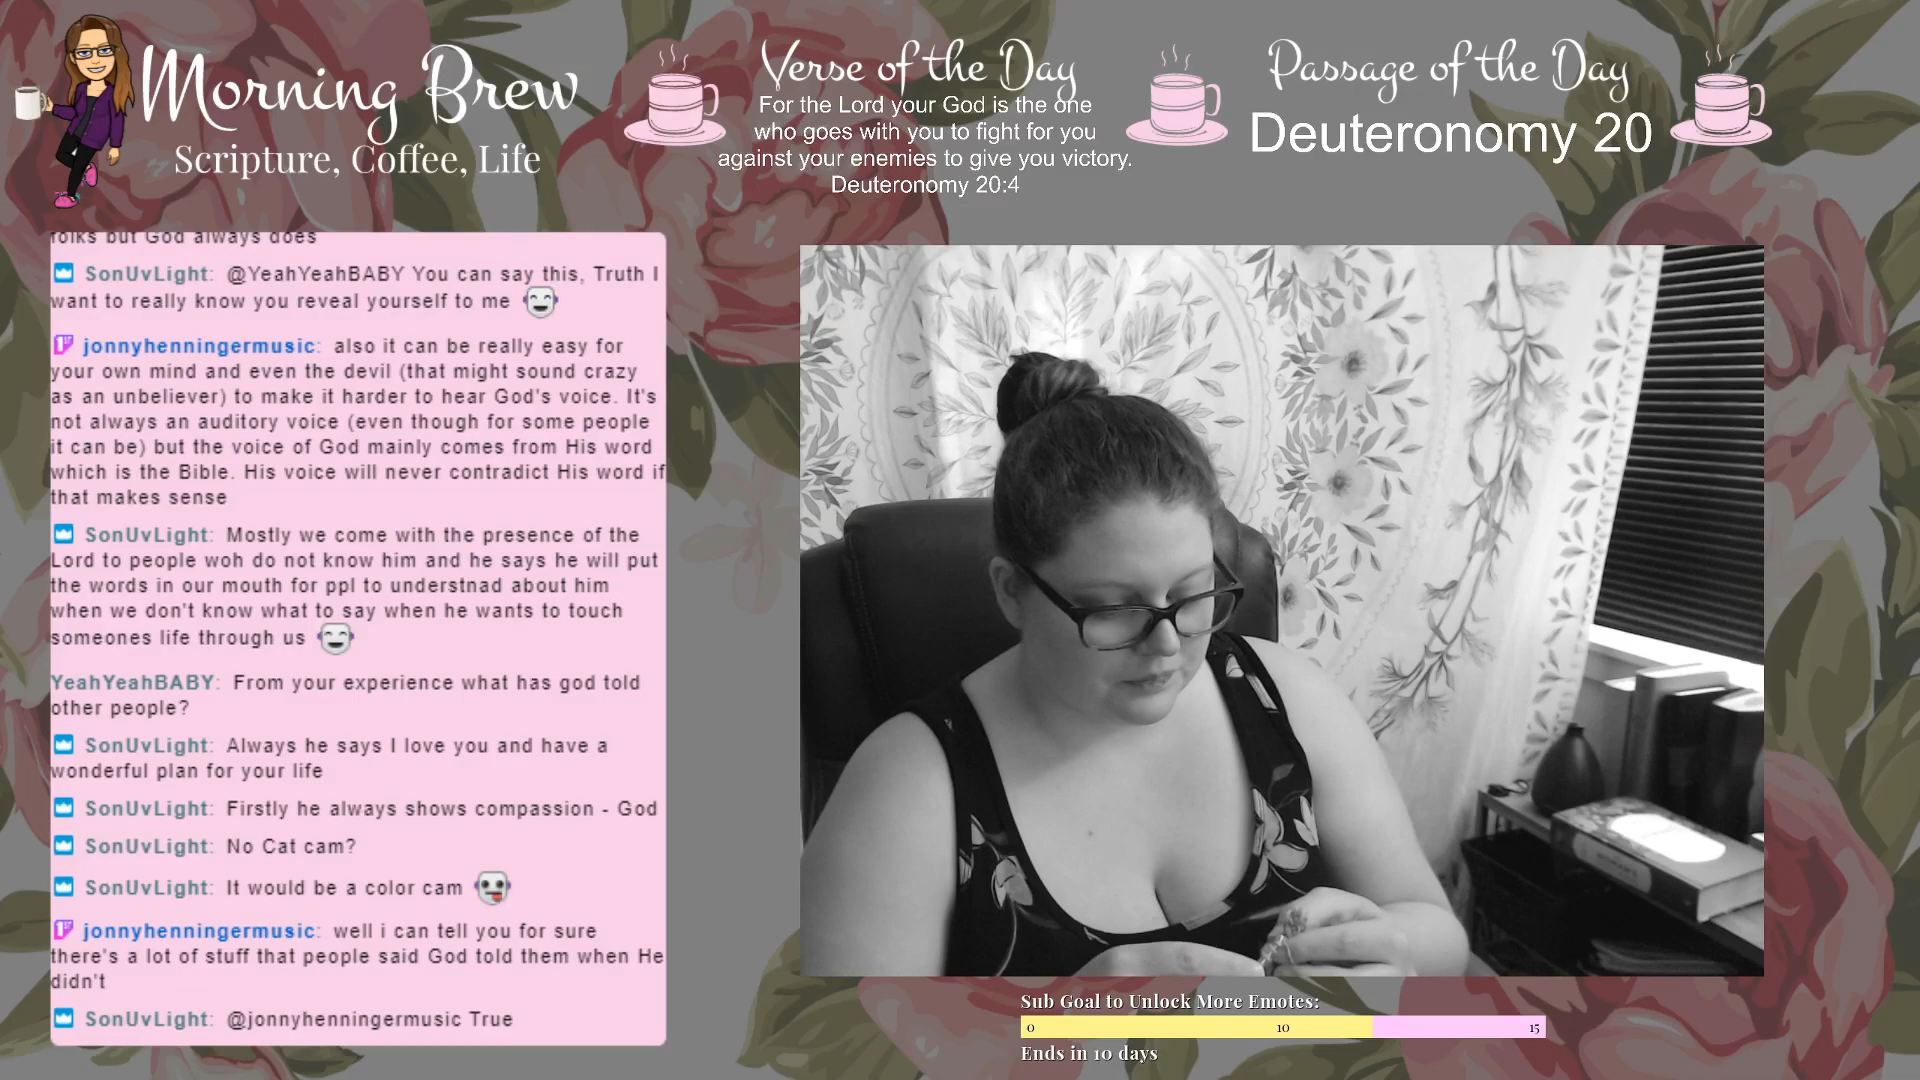 Morning Brew
Scripture, Coffee, Life
Verse of the Day
For the Lord your God is the one
who goes with you to fight for you
against your enemies to give you victory.
Deuteronomy 20:4
Passage of the Day
Deuteronomy 20
folks but God always does
SonUvLight: @YeahYeahBABY You can say this, Truth I
want to really know you reveal yourself to me
jonnyhenningermusic: also it can be really easy for
your own mind and even the devil (that might sound crazy
as an unbeliever) to make it harder to hear God's voice. It's
not always an auditory voice (even though for some people
it can be) but the voice of God mainly comes from His word
which is the Bible. His voice will never contradict His word if
that makes sense
SonUvLight: Mostly we come with the presence of the
Lord to people woh do not know him and he says he will put
the words in our mouth for ppl to understnad about him
when we don't know what to say when he wants to touch
someones life through us
YeahYeahBABY: From your experience what has god told
other people?
SonUvLight: Always he says I love you and have a
wonderful plan for your life
SonUvLight: Firstly he always shows compassion - God
SonUvLight: No Cat cam?
SonUvLight: It would be a color cam
jonnyhenningermusic: well i can tell you for sure
there's a lot of stuff that people said God told them when He
didn't
SonUvLight: @jonnyhenningermusic True
Sub Goal to Unlock More Emotes:
0 10 15
Ends in 10 days